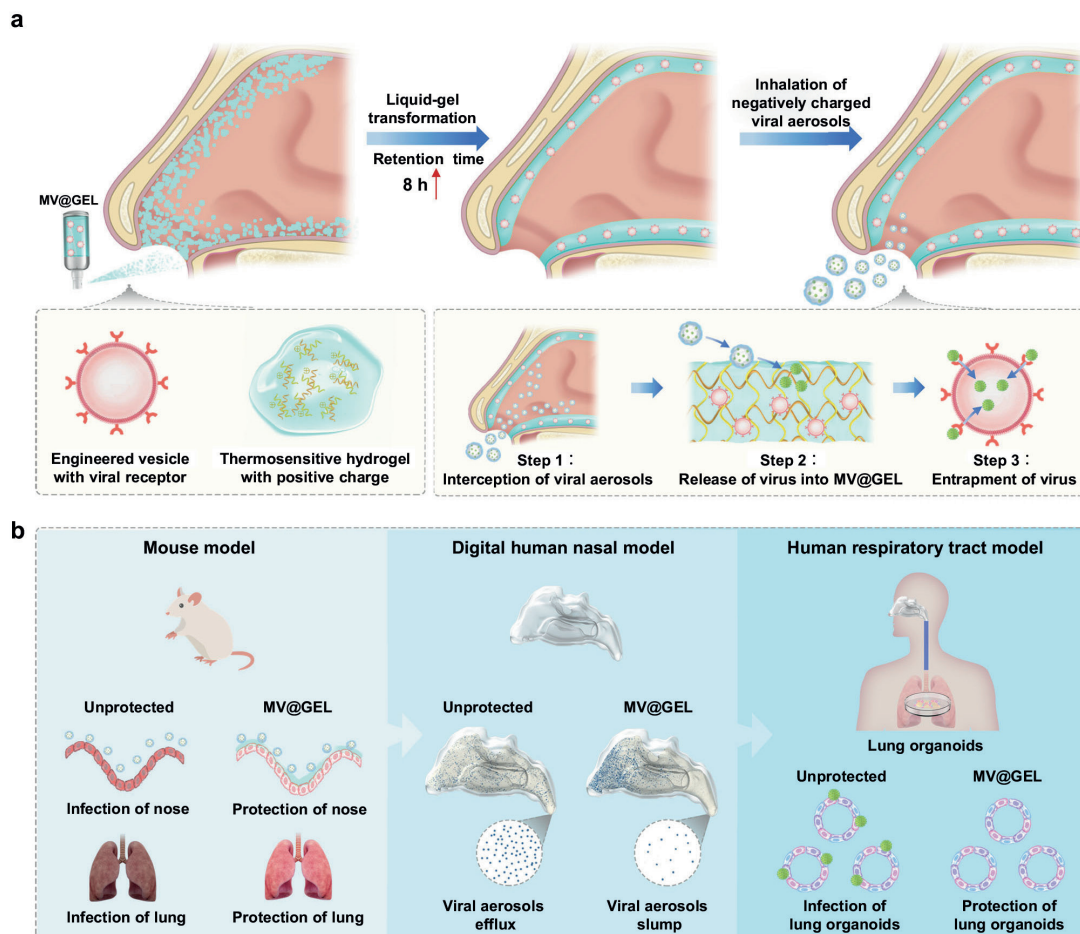 a
MV@GEL
Liquid-gel
transformation
Retention time
8 h
Inhalation of
negatively charged
viral aerosols
Engineered vesicle
with viral receptor
Thermosensitive hydrogel
with positive charge
Step 1：
Interception of viral aerosols
Step 2：
Release of virus into MV@GEL
Step 3：
Entrapment of virus
b
Mouse model
Unprotected
MV@GEL
Infection of nose
Protection of nose
Infection of lung
Protection of lung
Digital human nasal model
Unprotected
MV@GEL
Viral aerosols
efflux
Viral aerosols
slump
Human respiratory tract model
Lung organoids
Unprotected
MV@GEL
Infection of
lung organoids
Protection of
lung organoids